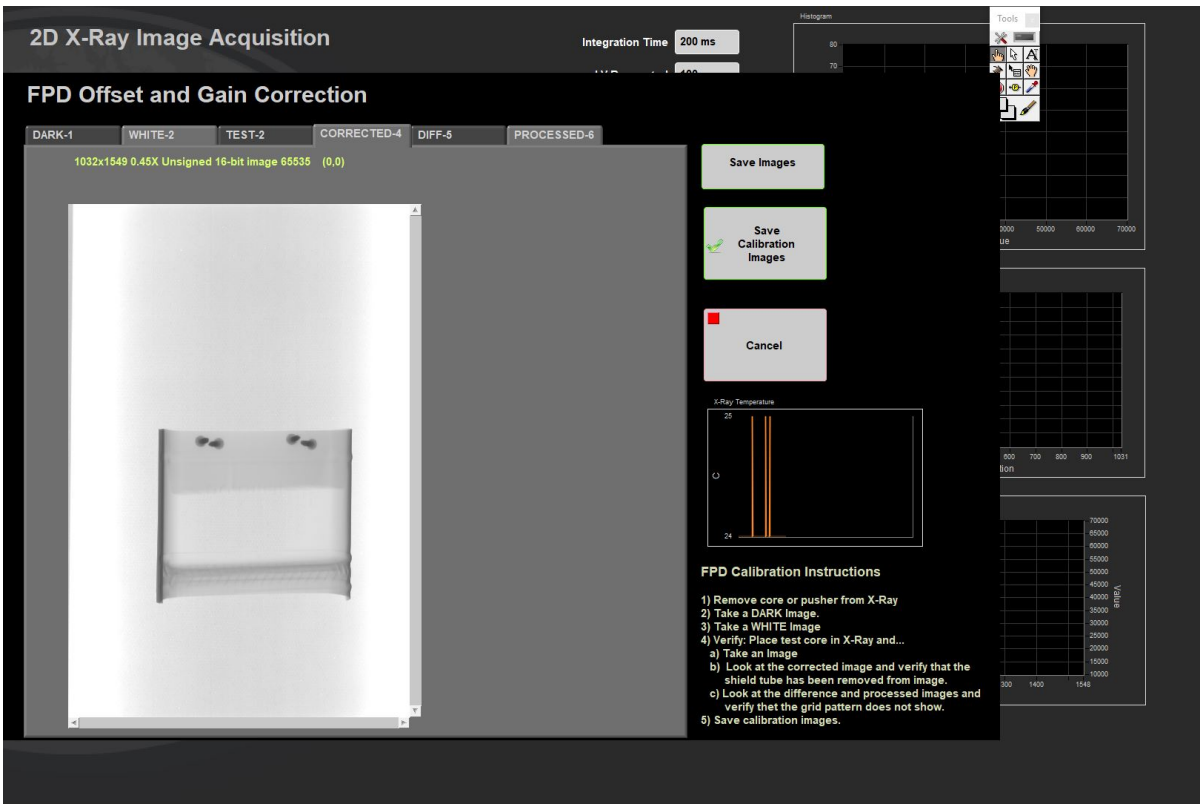 2D X-Ray Image Acquisition
Integration Time 200 ms
Histogram
Tools
80
70
FPD Offset and Gain Correction
DARK-1 WHITE-2 TEST-2 CORRECTED-4 DIFF-5 PROCESSED-6
1032x1549 0.45X Unsigned 16-bit image 65535 (0,0)
Save Images
Save
Calibration
Images
50000 60000 70000
ue
Cancel
X-Ray Temperature
25
C
24
600 700 800 900 1031
tion
FPD Calibration Instructions
1) Remove core or pusher from X-Ray
2) Take a DARK Image.
3) Take a WHITE Image
4) Verify: Place test core in X-Ray and...
a) Take an Image
b) Look at the corrected image and verify that the
shield tube has been removed from image.
c) Look at the difference and processed images and
verify thet the grid pattern does not show.
5) Save calibration images.
70000
65000
60000
55000
50000
45000
40000
35000
30000
25000
20000
15000
10000
Value
300 1400 1548